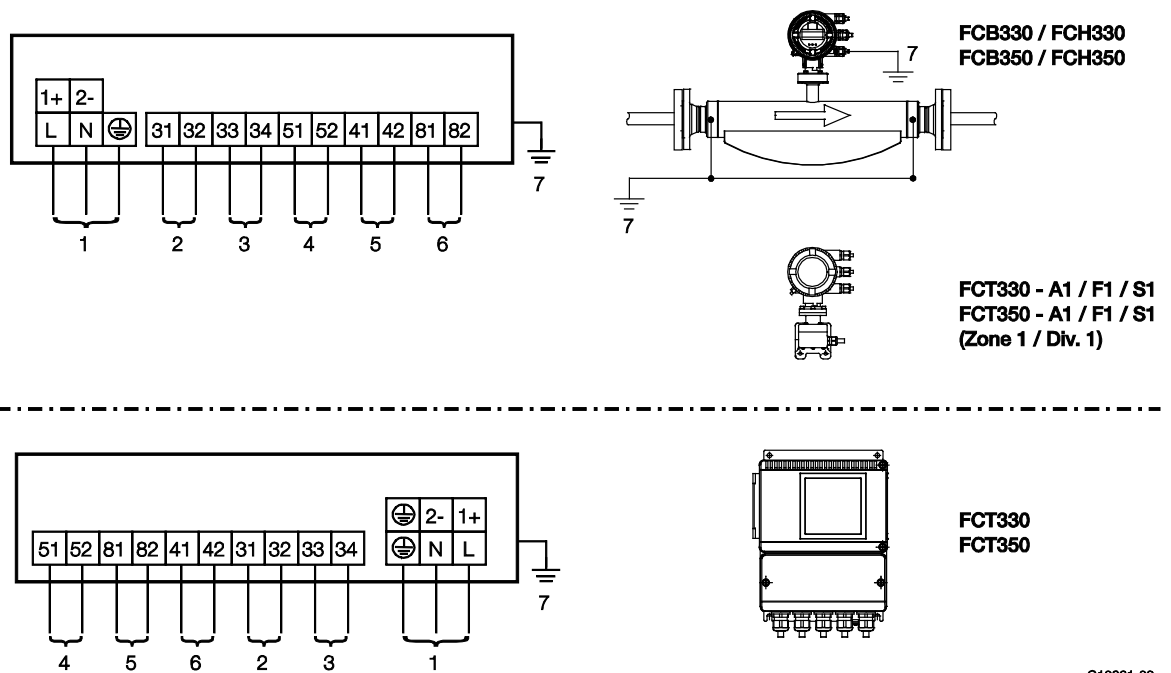 1+ 2-
L N 31 32 33 34 51 52 41 42 81 82
7
1 2 3 4 5 6
7
7
FCB330 / FCH330
FCB350 / FCH350
FCT330 - A1 / F1 / S1
FCT350 - A1 / F1 / S1
(Zone 1 / Div. 1)
2- 1+
51 52 81 82 41 42 31 32 33 34 N L
7
4 5 6 2 3 1
FCT330
FCT350